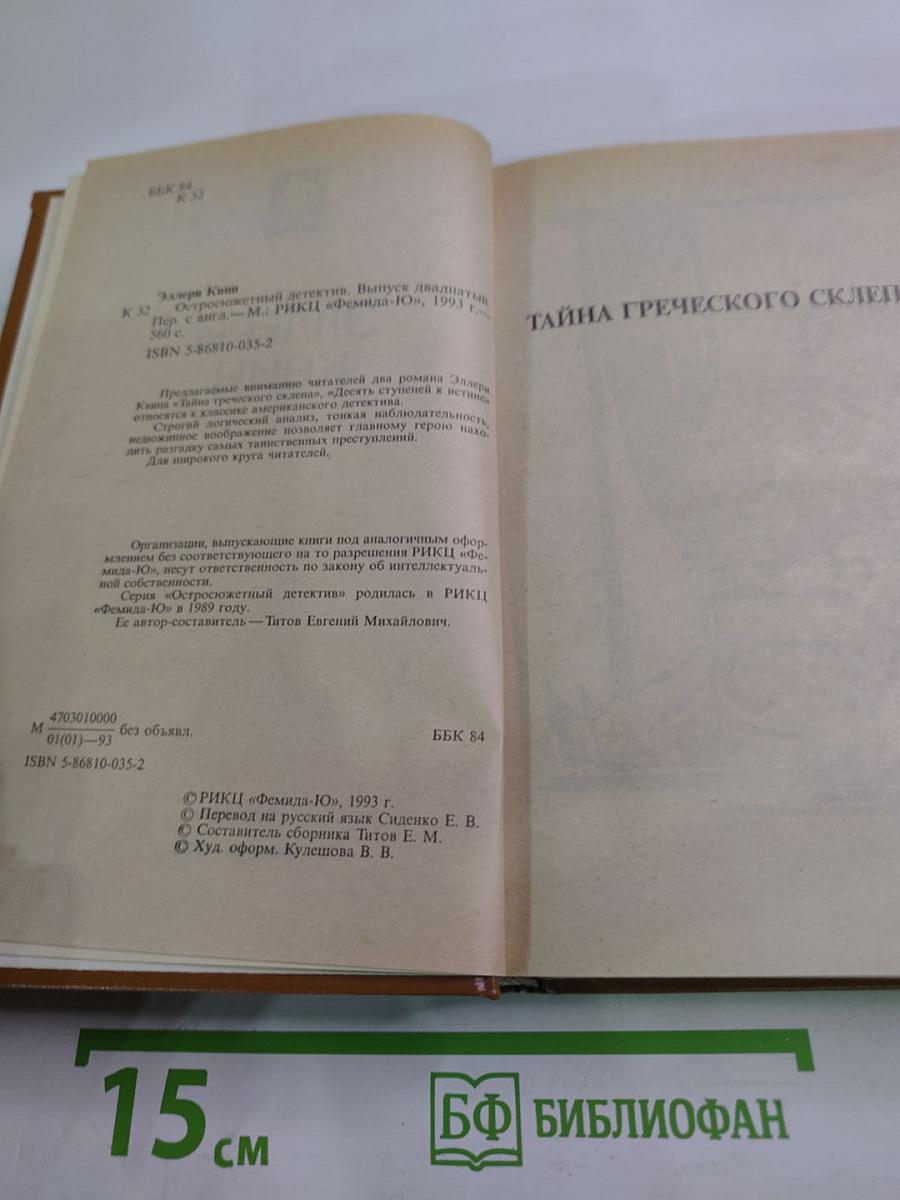 ББК 84
К 32
Эллери Квин
К 32 Остросюжетный детектив. Выпуск двадцатый
Пер. с англ.— М.: РИКЦ «Фемида-Ю», 1993 г.—
560 с.
ISBN 5-86810-035-2
Предлагаемые вниманию читателей два романа Эллери
Квина «Тайна греческого склепа», «Десять ступеней к истине»
относятся к классике американского детектива.
Строгий логический анализ, тонкая наблюдательность,
недюжинное воображение позволяет главному герою нахо-
дить разгадку самых таинственных преступлений.
Для широкого круга читателей.
Организации, выпускающие книги под аналогичным офор-
млением без соответствующего на то разрешения РИКЦ «Фе-
мида-Ю», несут ответственность по закону об интеллектуаль-
ной собственности.
Серия «Остросюжетный детектив» родилась в РИКЦ
«Фемида-Ю» в 1989 году.
Ее автор-составитель — Титов Евгений Михайлович.
М 4703010000 без объявл.
01(01)—93
ББК 84
ISBN 5-86810-035-2
© РИКЦ «Фемида-Ю», 1993 г.
© Перевод на русский язык Сиденко Е. В.
© Составитель сборника Титов Е. М.
© Худ. оформ. Кулешова В. В.
ТАЙНА ГРЕЧЕСКОГО СКЛЕП
15 см
БФ БИБЛИОФАН